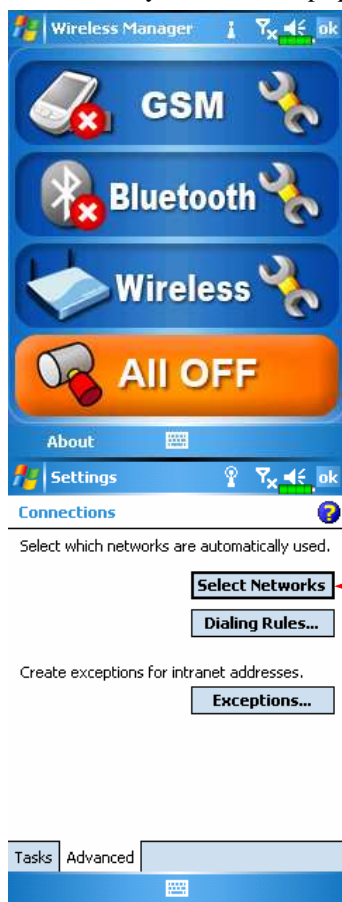 Wireless Manager ok
GSM
Bluetooth
Wireless
All OFF
About
Settings ok
Connections
Select which networks are automatically used.
Select Networks
Dialing Rules...
Create exceptions for intranet addresses.
Exceptions...
Tasks Advanced